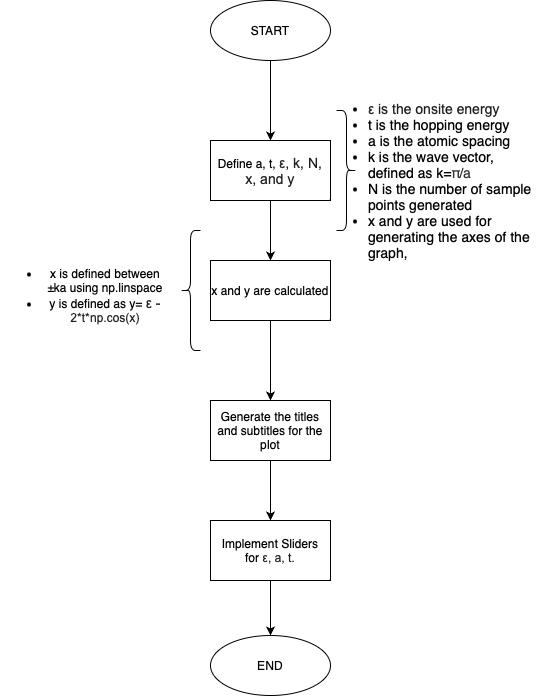 START
• ε is the onsite energy
• t is the hopping energy
• a is the atomic spacing
• k is the wave vector,
defined as k=π/a
• N is the number of sample
points generated
• x and y are used for
generating the axes of the
graph,
Define a, t, ε, k, N,
x, and y
• x is defined between
±ka using np.linspace
• y is defined as y= ε -
2*t*np.cos(x)
x and y are calculated
Generate the titles
and subtitles for the
plot
Implement Sliders
for ε, a, t.
END